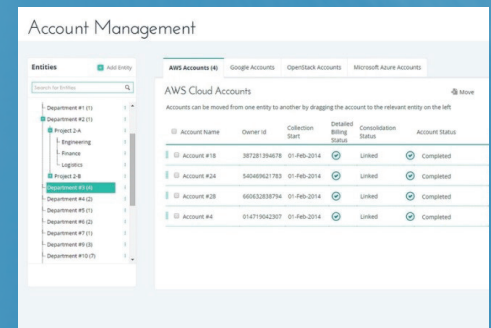 Account Management
Entities
Add Entity
Search for Entities
Department #1 (1)
Department #2 (1)
Project 2-A
Engineering
Finance
Logistics
Project 2-B
Department #3 (4)
Department #4 (2)
Department #5 (1)
Department #6 (2)
Department #7 (1)
Department #9 (3)
Department #10 (7)
AWS Accounts (4) Google Accounts OpenStack Accounts Microsoft Azure Accounts
AWS Cloud Accounts
Move
Accounts can be moved from one entity to another by dragging the account to the relevant entity on the left
Account Name Owner Id Collection Start Detailed Billing Status Consolidation Status Account Status
Account #18 387281394678 01-Feb-2014 Linked Completed
Account #24 540489621783 01-Feb-2014 Linked Completed
Account #28 660632838794 01-Feb-2014 Linked Completed
Account #4 014719042307 01-Feb-2014 Linked Completed